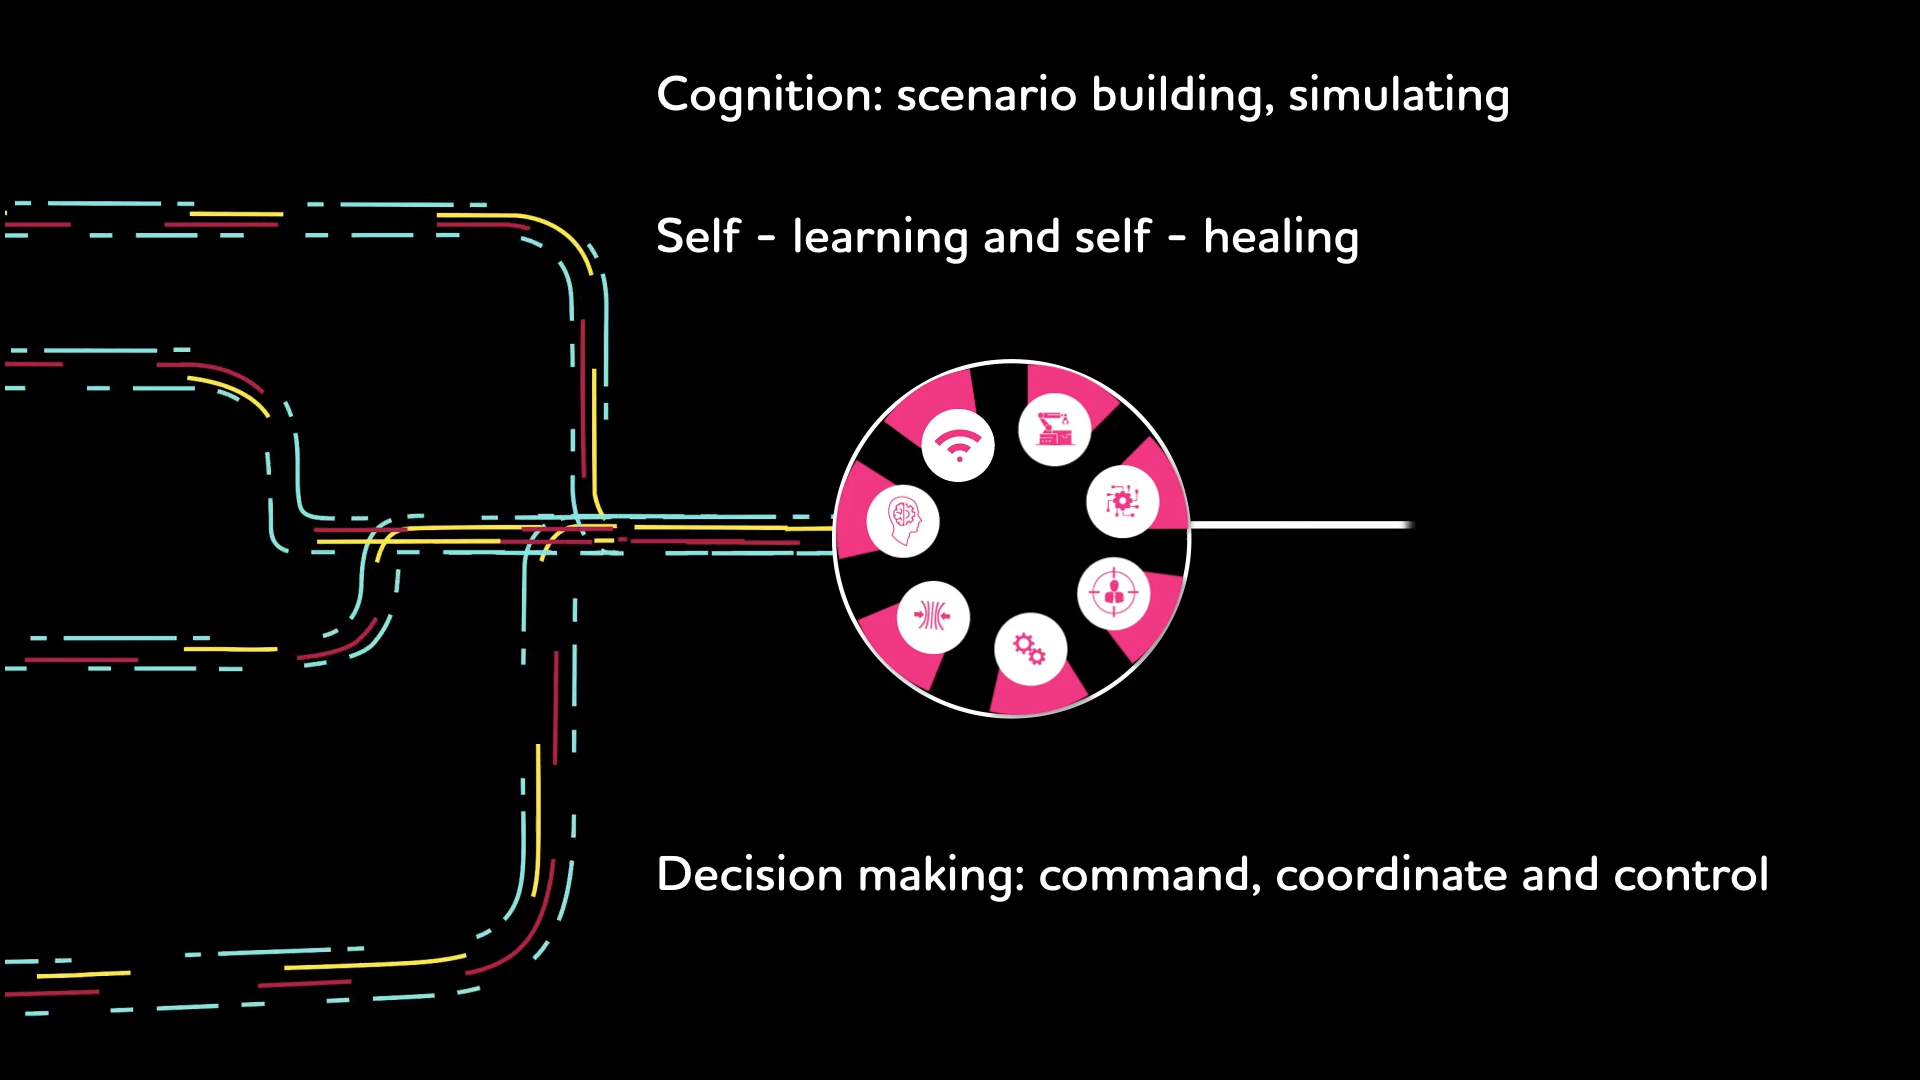 Cognition: scenario building, simulating
Self - learning and self - healing
Decision making: command, coordinate and control